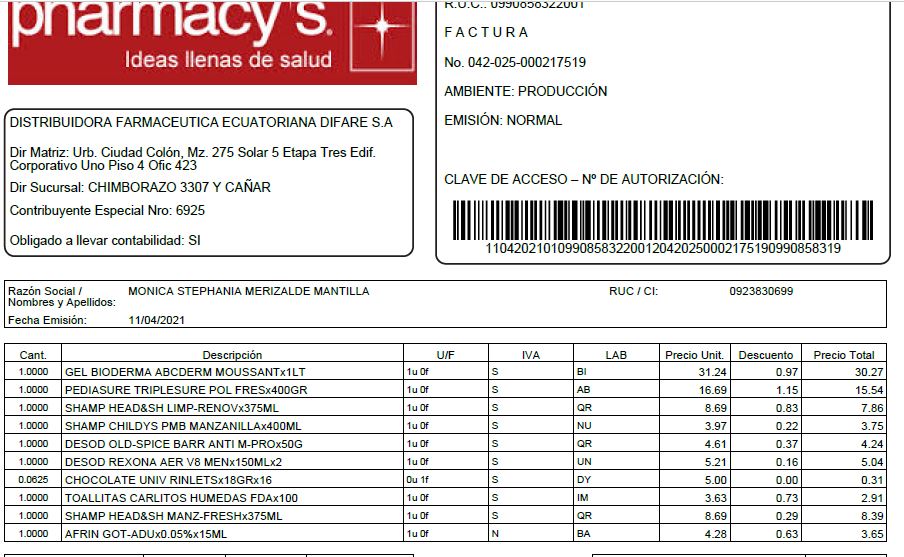 pharmacy's.
Ideas llenas de salud
R.U.C.: 0990858322001
FACTURA
No. 042-025-000217519
AMBIENTE: PRODUCCIÓN
EMISIÓN: NORMAL
CLAVE DE ACCESO – Nº DE AUTORIZACIÓN:
1104202101099085832200120420250002175190990858319
DISTRIBUIDORA FARMACEUTICA ECUATORIANA DIFARE S.A
Dir Matriz: Urb. Ciudad Colón, Mz. 275 Solar 5 Etapa Tres Edif.
Corporativo Uno Piso 4 Ofic 423
Dir Sucursal: CHIMBORAZO 3307 Y CAÑAR
Contribuyente Especial Nro: 6925
Obligado a llevar contabilidad: SI
Razón Social / MONICA STEPHANIA MERIZALDE MANTILLA RUC / CI: 0923830699
Nombres y Apellidos:
Fecha Emisión: 11/04/2021
Cant. Descripción U/F IVA LAB Precio Unit. Descuento Precio Total
1.0000 GEL BIODERMA ABCDERM MOUSSANTx1LT 1u 0f S BI 31.24 0.97 30.27
1.0000 PEDIASURE TRIPLESURE POL FRESx400GR 1u 0f S AB 16.69 1.15 15.54
1.0000 SHAMP HEAD&SH LIMP-RENOVx375ML 1u 0f S QR 8.69 0.83 7.86
1.0000 SHAMP CHILDYS PMB MANZANILLAx400ML 1u 0f S NU 3.97 0.22 3.75
1.0000 DESOD OLD-SPICE BARR ANTI M-PROx50G 1u 0f S QR 4.61 0.37 4.24
1.0000 DESOD REXONA AER V8 MENx150MLx2 1u 0f S UN 5.21 0.16 5.04
0.0625 CHOCOLATE UNIV RINLETSx18GRx16 0u 1f S DY 5.00 0.00 0.31
1.0000 TOALLITAS CARLITOS HUMEDAS FDAx100 1u 0f S IM 3.63 0.73 2.91
1.0000 SHAMP HEAD&SH MANZ-FRESHx375ML 1u 0f S QR 8.69 0.29 8.39
1.0000 AFRIN GOT-ADUx0.05%x15ML 1u 0f N BA 4.28 0.63 3.65